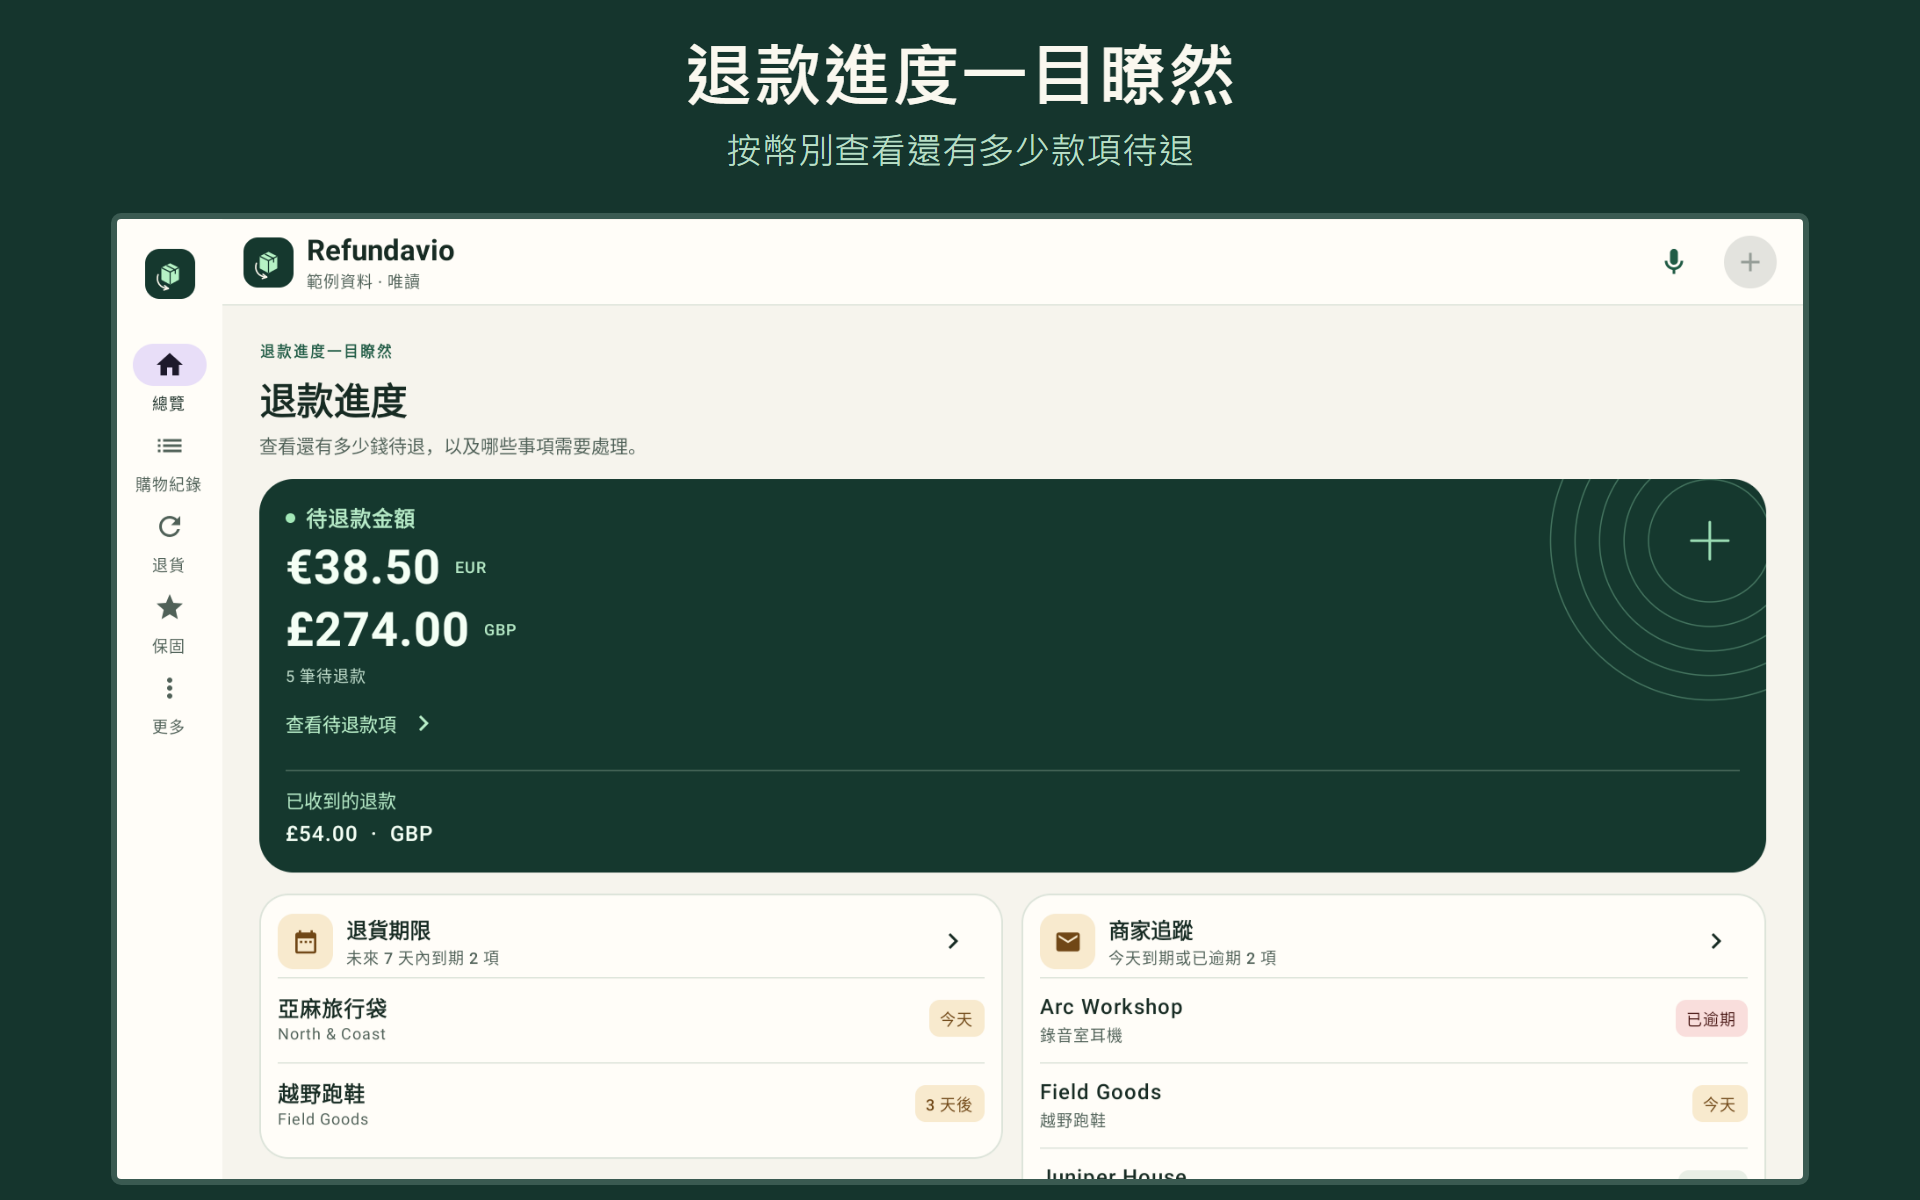 退款進度一目瞭然
按幣別查看還有多少款項待退
Refundavio
範例資料 · 唯讀
總覽
購物紀錄
退貨
保固
更多
退款進度一目瞭然
退款進度
查看還有多少錢待退，以及哪些事項需要處理。
待退款金額
€38.50 EUR
£274.00 GBP
5 筆待退款
查看待退款項
已收到的退款
£54.00 · GBP
退貨期限
未來 7 天內到期 2 項
亞麻旅行袋
North & Coast
今天
越野跑鞋
Field Goods
3 天後
商家追蹤
今天到期或已逾期 2 項
Arc Workshop
錄音室耳機
已逾期
Field Goods
越野跑鞋
今天
Juniper House